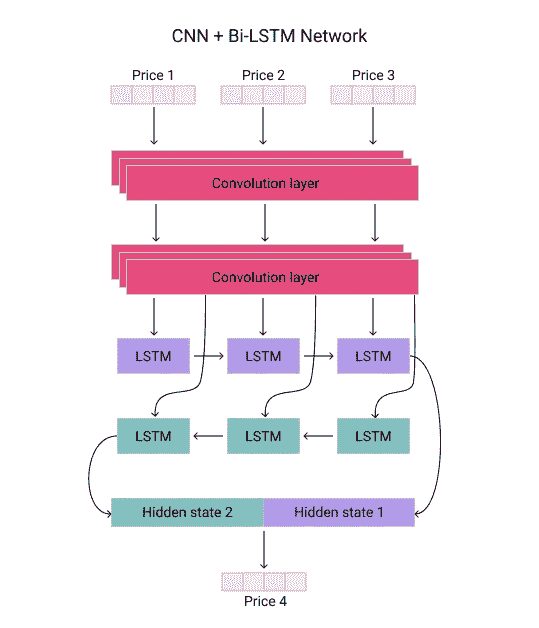 CNN + Bi-LSTM Network
Price 1 Price 2 Price 3
Convolution layer
Convolution layer
LSTM LSTM LSTM
LSTM LSTM LSTM
Hidden state 2 Hidden state 1
Price 4